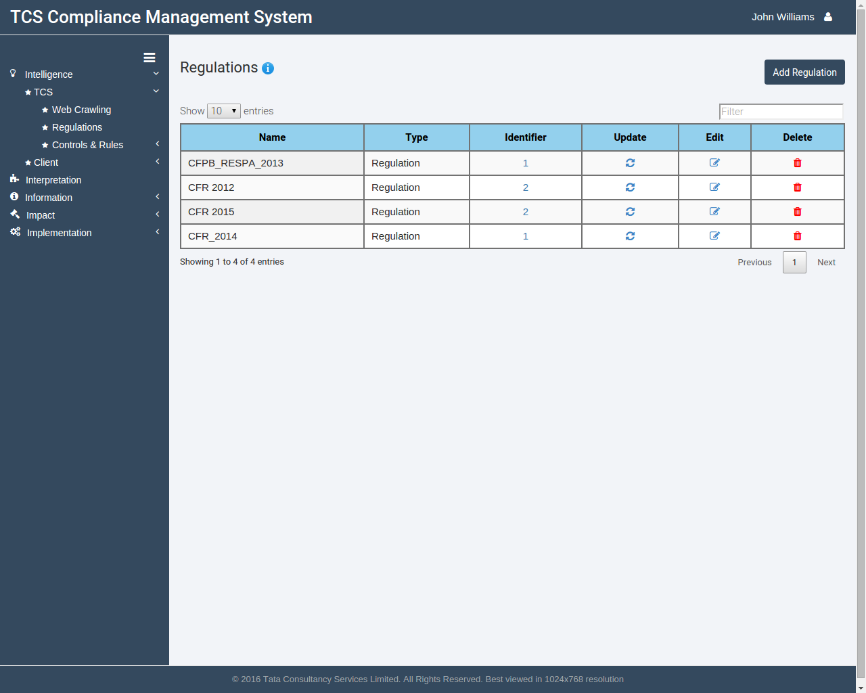 TCS Compliance Management System
John Williams
Intelligence
TCS
Web Crawling
Regulations
Controls & Rules
Client
Interpretation
Information
Impact
Implementation
Regulations
Add Regulation
Show 10 entries
Filter
Name Type Identifier Update Edit Delete
CFPB_RESPA_2013 Regulation 1
CFR 2012 Regulation 2
CFR 2015 Regulation 2
CFR_2014 Regulation 1
Showing 1 to 4 of 4 entries
Previous 1 Next
© 2016 Tata Consultancy Services Limited. All Rights Reserved. Best viewed in 1024x768 resolution